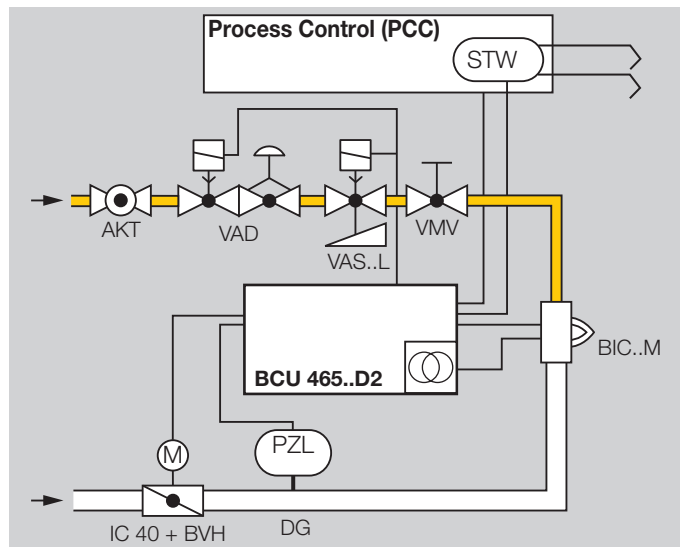 Process Control (PCC)
STW
AKT
VAD
VAS..L
VMV
BCU 465..D2
BIC..M
M
PZL
IC 40 + BVH
DG